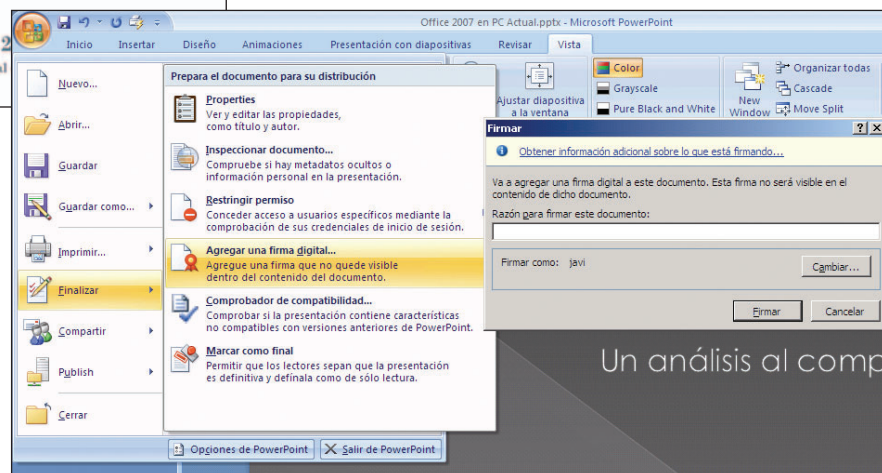 Office 2007 en PC Actual.pptx - Microsoft PowerPoint
Inicio Insertar Diseño Animaciones Presentación con diapositivas Revisar Vista
Nuevo...
Abrir...
Guardar
Guardar como...
Imprimir...
Finalizar
Compartir
Publish
Cerrar
Prepara el documento para su distribución
Properties
Ver y editar las propiedades,
como título y autor.
Inspeccionar documento...
Compruebe si hay metadatos ocultos o
información personal en la presentación.
Restringir permiso
Conceder acceso a usuarios específicos mediante la
comprobación de sus credenciales de inicio de sesión.
Agregar una firma digital...
Agregue una firma que no quede visible
dentro del contenido del documento.
Comprobador de compatibilidad...
Comprobar si la presentación contiene características
no compatibles con versiones anteriores de PowerPoint.
Marcar como final
Permitir que los lectores sepan que la presentación
es definitiva y defínala como de sólo lectura.
Opciones de PowerPoint
Salir de PowerPoint
Ajustar diapositiva
a la ventana
Color
Grayscale
Pure Black and White
New
Window
Organizar todas
Cascade
Move Split
Firmar
Obtener información adicional sobre lo que está firmando...
Va a agregar una firma digital a este documento. Esta firma no será visible en el
contenido de dicho documento.
Razón para firmar este documento:
Firmar como: javi
Cambiar...
Firmar
Cancelar
Un análisis al comp